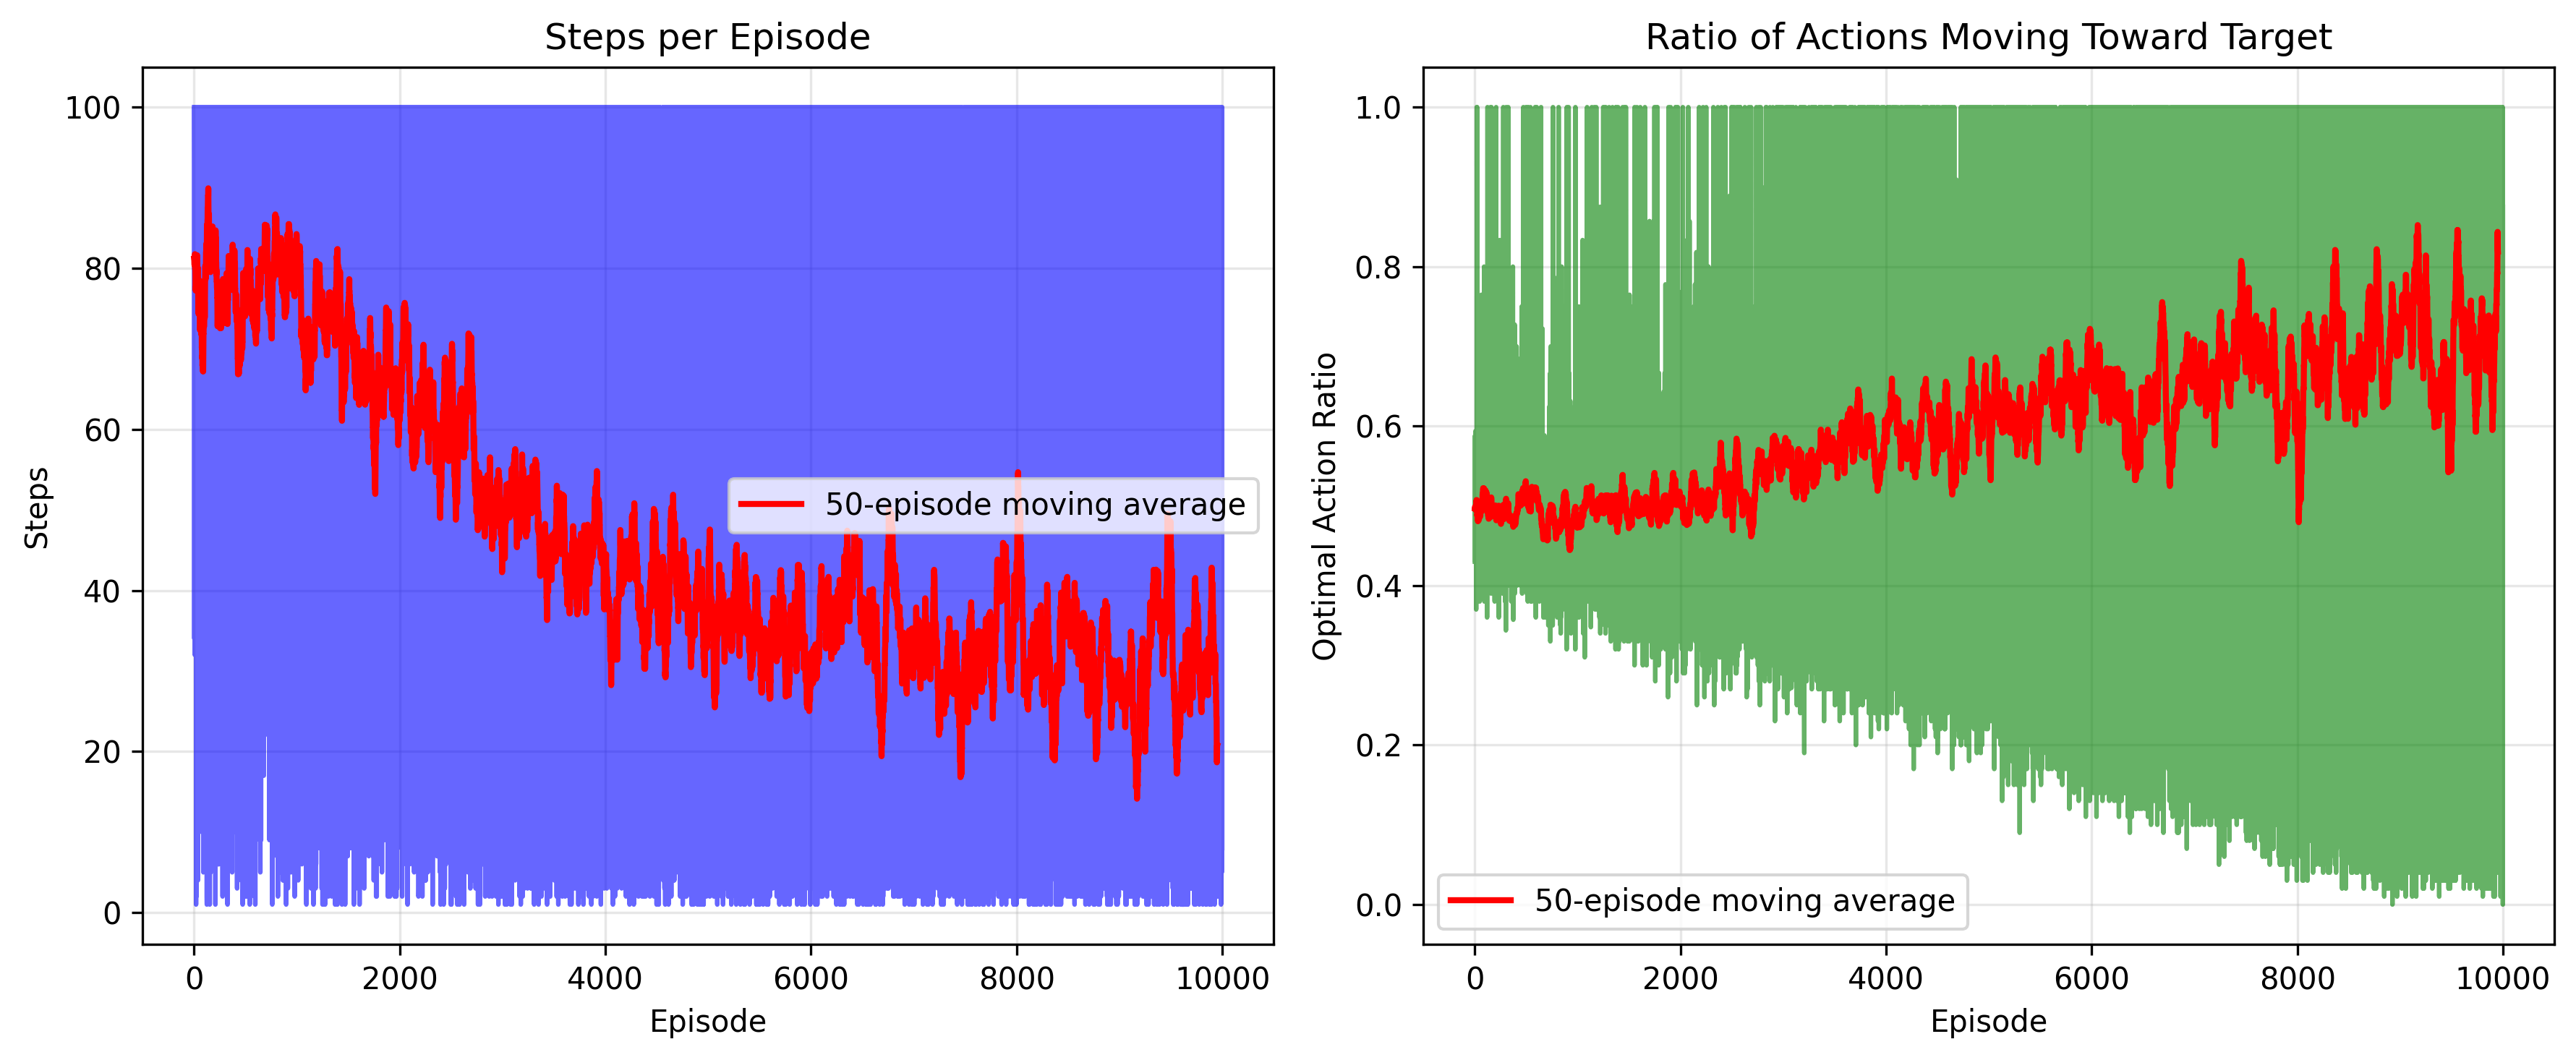 Steps per Episode
100
80
60
40
20
0
Steps
50-episode moving average
0 2000 4000 6000 8000 10000
Episode
Ratio of Actions Moving Toward Target
1.0
0.8
0.6
0.4
0.2
0.0
Optimal Action Ratio
50-episode moving average
0 2000 4000 6000 8000 10000
Episode